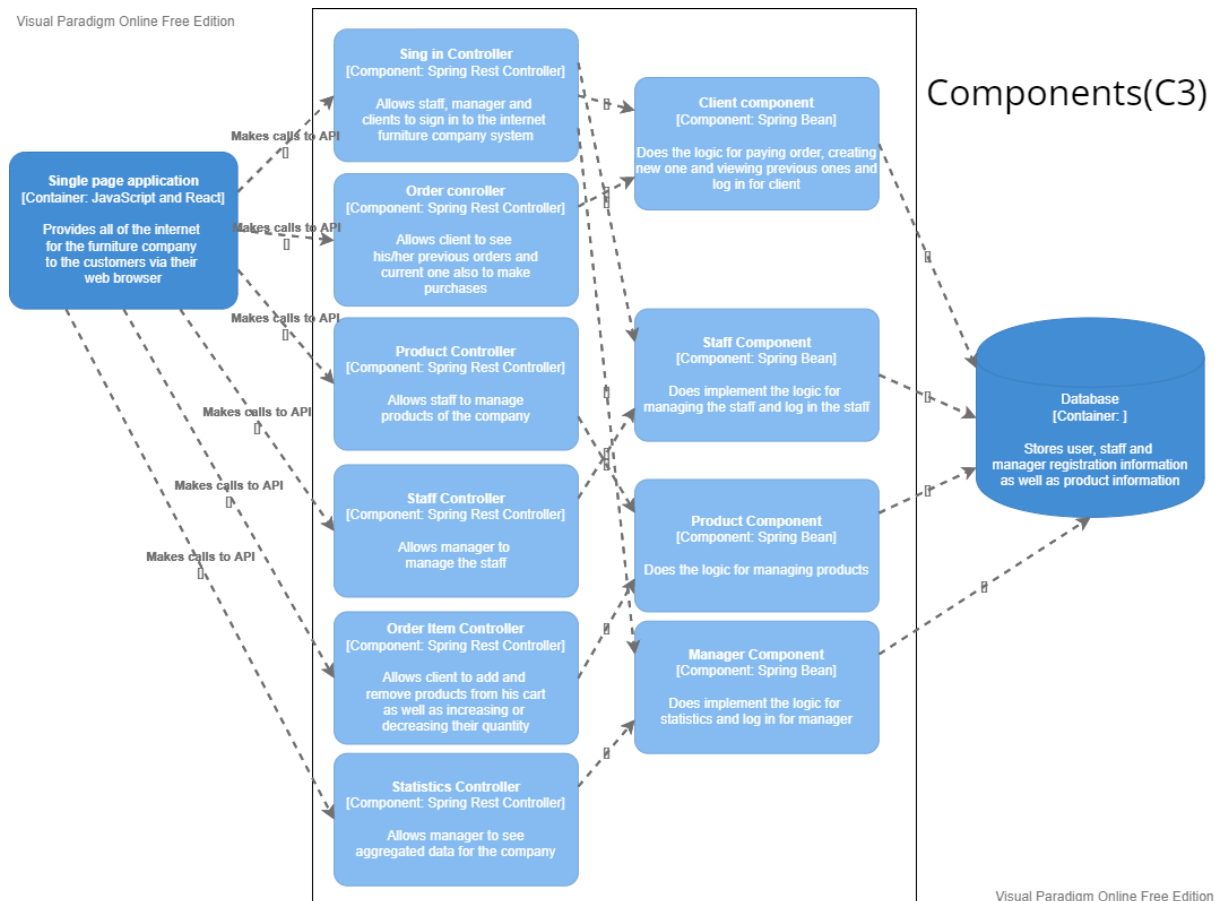 Visual Paradigm Online Free Edition
Components(C3)
Single page application
[Container: JavaScript and React]
Provides all of the internet
for the furniture company
to the customers via their
web browser
Makes calls to API
[]
Makes calls to API
[]
Makes calls to API
[]
Makes calls to API
[]
Makes calls to API
[]
Makes calls to API
[]
Sing in Controller
[Component: Spring Rest Controller]
Allows staff, manager and
clients to sign in to the internet
furniture company system
Order conroller
[Component: Spring Rest Controller]
Allows client to see
his/her previous orders and
current one also to make
purchases
Product Controller
[Component: Spring Rest Controller]
Allows staff to manage
products of the company
Staff Controller
[Component: Spring Rest Controller]
Allows manager to
manage the staff
Order Item Controller
[Component: Spring Rest Controller]
Allows client to add and
remove products from his cart
as well as increasing or
decreasing their quantity
Statistics Controller
[Component: Spring Rest Controller]
Allows manager to see
aggregated data for the company
[]
[]
[]
[]
[]
[]
[]
[]
Client component
[Component: Spring Bean]
Does the logic for paying order, creating
new one and viewing previous ones and
log in for client
Staff Component
[Component: Spring Bean]
Does implement the logic for
managing the staff and log in the staff
Product Component
[Component: Spring Bean]
Does the logic for managing products
Manager Component
[Component: Spring Bean]
Does implement the logic for
statistics and log in for manager
[]
[]
[]
[]
Database
[Container: ]
Stores user, staff and
manager registration information
as well as product information
Visual Paradigm Online Free Edition